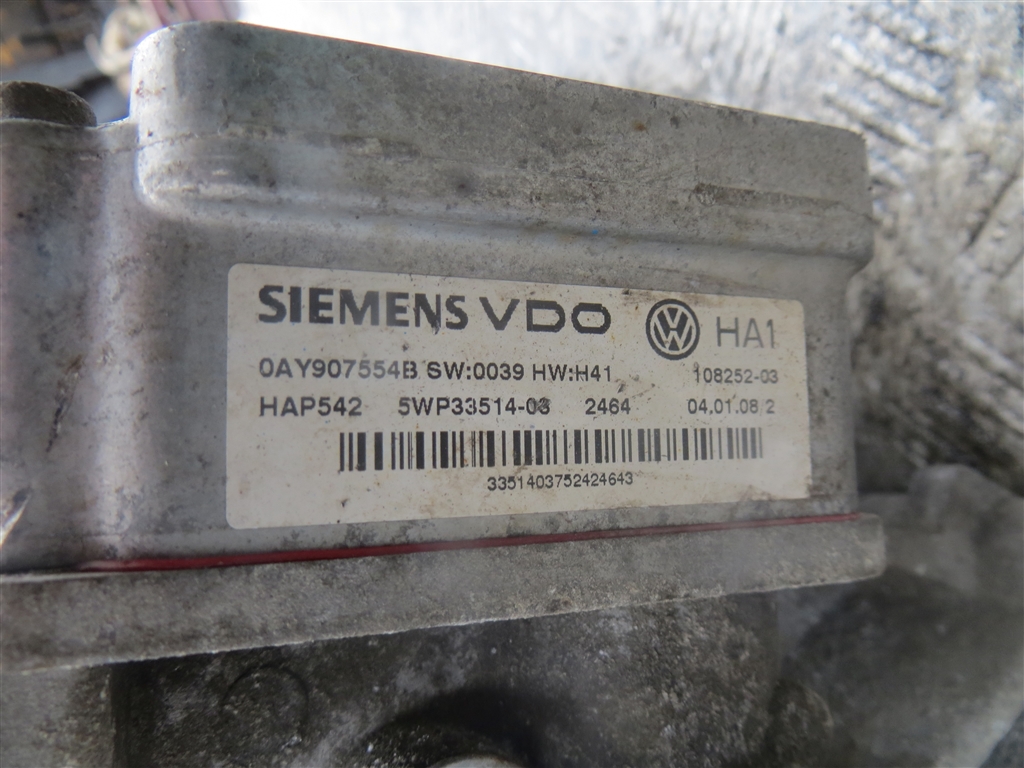 SIEMENS VDO VW HA1
0AY907554B SW:0039 HW:H41 108252-03
HAP542 5WP33514-03 2464 04.01.08 2
3351403752424643